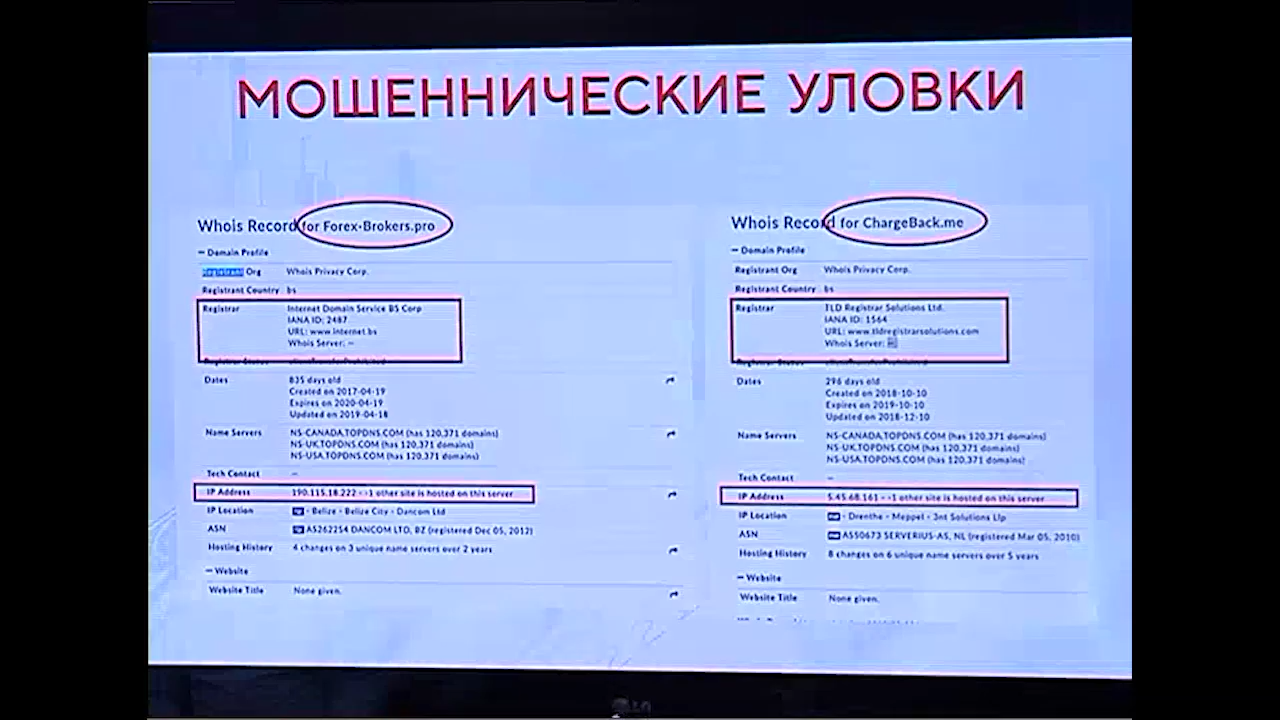 МОШЕННИЧЕСКИЕ УЛОВКИ
Whois Record for Forex-Brokers.pro
— Domain Profile
Registrant Org Whois Privacy Corp.
Registrant Country bs
Registrar Internet Domain Service BS Corp
IANA ID: 2487
URL: www.internet.bs
Whois Server: —
Registrar Status clientTransferProhibited
Dates 835 days old
Created on 2017-04-19
Expires on 2020-04-19
Updated on 2019-04-18
Name Servers NS-CANADA.TOPDNS.COM (has 120,371 domains)
NS-UK.TOPDNS.COM (has 120,371 domains)
NS-USA.TOPDNS.COM (has 120,371 domains)
Tech Contact —
IP Address 190.115.18.222 - -1 other site is hosted on this server
IP Location - Belize - Belize City - Dancom Ltd
ASN AS262254 DANCOM LTD, BZ (registered Dec 05, 2012)
Hosting History 4 changes on 3 unique name servers over 2 years
— Website
Website Title None given.
Whois Record for ChargeBack.me
— Domain Profile
Registrant Org Whois Privacy Corp.
Registrant Country bs
Registrar TLD Registrar Solutions Ltd.
IANA ID: 1564
URL: www.tldregistrarsolutions.com
Whois Server:
Registrar Status clientTransferProhibited
Dates 296 days old
Created on 2018-10-10
Expires on 2019-10-10
Updated on 2018-12-10
Name Servers NS-CANADA.TOPDNS.COM (has 120,371 domains)
NS-UK.TOPDNS.COM (has 120,371 domains)
NS-USA.TOPDNS.COM (has 120,371 domains)
Tech Contact —
IP Address 5.45.68.161 - -1 other site is hosted on this server
IP Location - Drenthe - Meppel - 3nt Solutions Llp
ASN AS50673 SERVERIUS-AS, NL (registered Mar 05, 2010)
Hosting History 8 changes on 6 unique name servers over 5 years
— Website
Website Title None given.
LG